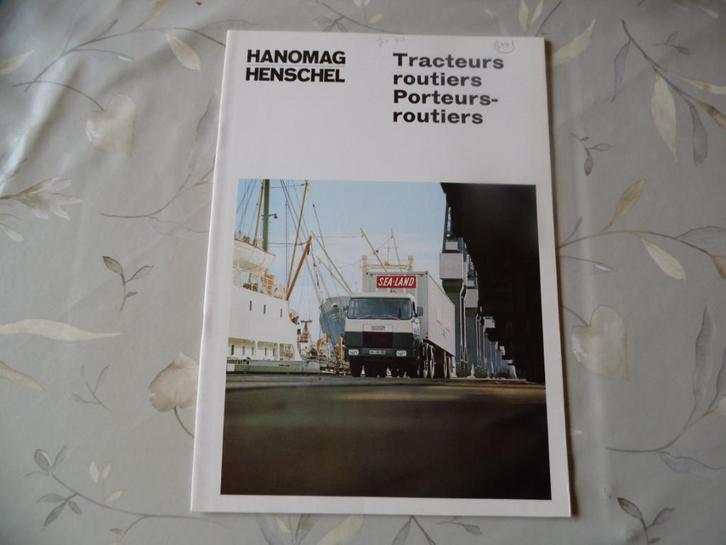 HANOMAG
HENSCHEL
Tracteurs
routiers
Porteurs-
routiers
SEA-LAND